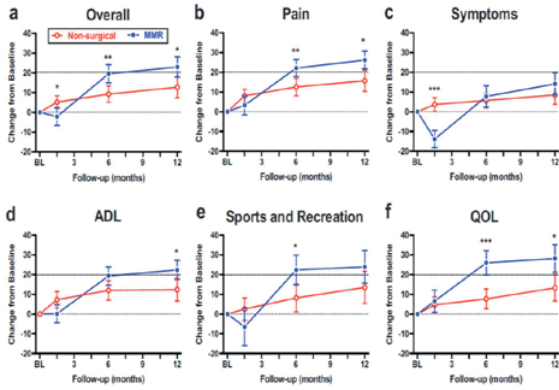 a Overall
Non-surgical MMR
Change from Baseline
50
40
30
20
10
0
-10
-20
* ** *
BL 3 6 9 12
Follow-up (months)
b Pain
Change from Baseline
50
40
30
20
10
0
-10
-20
** *
BL 3 6 9 12
Follow-up (months)
c Symptoms
Change from Baseline
50
40
30
20
10
0
-10
-20
***
BL 3 6 9 12
Follow-up (months)
d ADL
Change from Baseline
50
40
30
20
10
0
-10
-20
*
BL 3 6 9 12
Follow-up (months)
e Sports and Recreation
Change from Baseline
50
40
30
20
10
0
-10
-20
*
BL 3 6 9 12
Follow-up (months)
f QOL
Change from Baseline
50
40
30
20
10
0
-10
-20
*** *
BL 3 6 9 12
Follow-up (months)